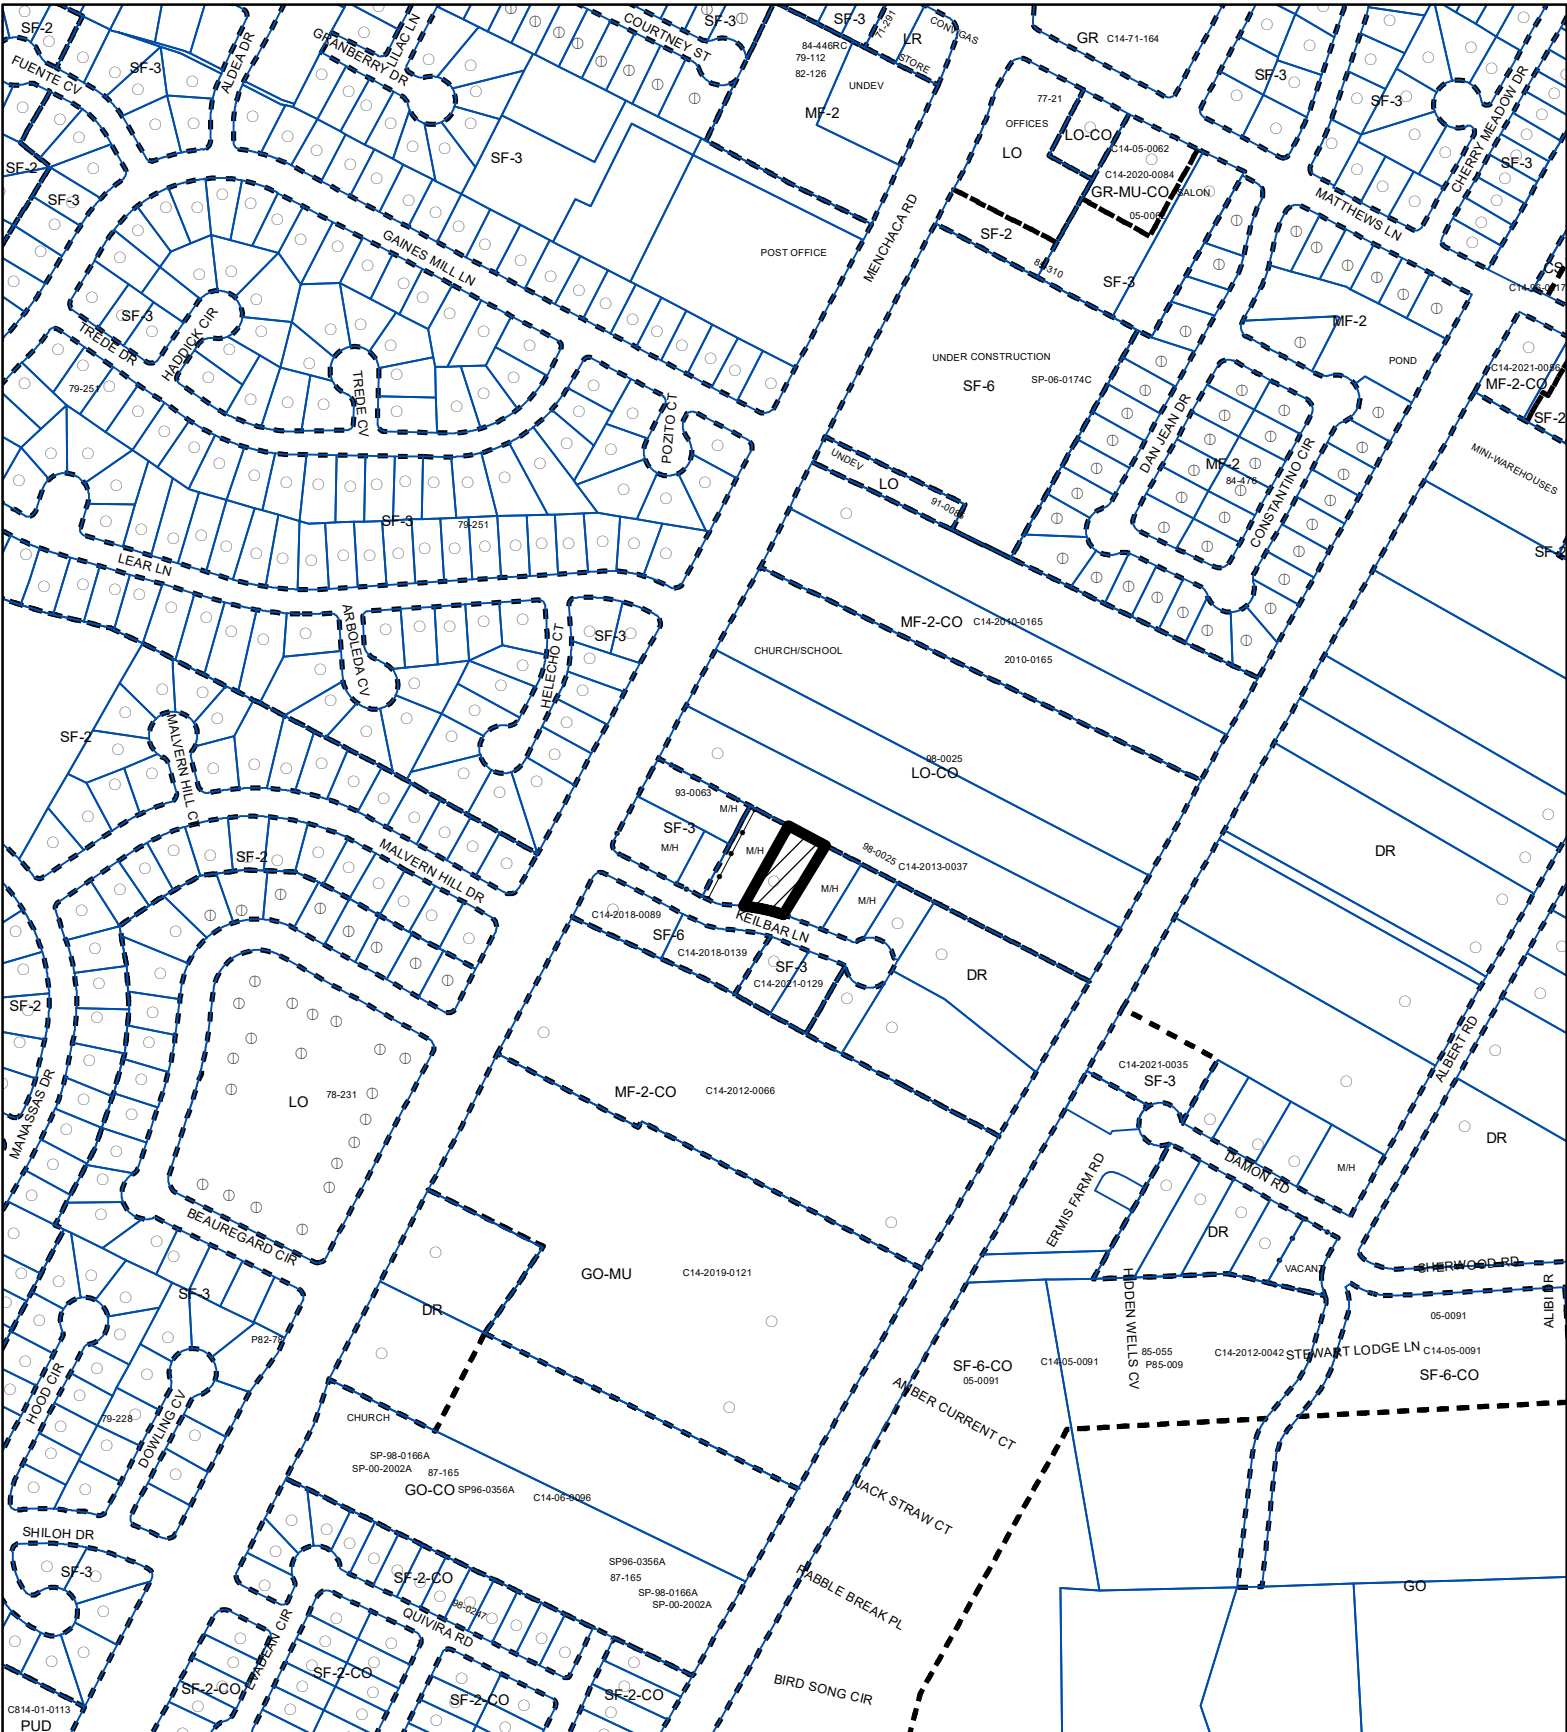 SF-2
FUENTE CV
SF-3
ALDEA DR
GRANBERRY DR
LILAC LN
COURTNEY ST
SF-3
SF-3
71-291
LR
STORE
84-446RC
79-112
82-126
UNDEV
MF-2
GR
C14-71-164
77-21
OFFICES
LO
LO-CO
C14-05-0062
C14-2020-0084
GR-MU-CO
SALON
SF-2
SF-3
SF-3
SF-3
CHERRY MEADOW DR
SF-3
MATTHEWS LN
SF-2
SF-3
SF-3
GAINES MILL LN
POST OFFICE
MENCHACA RD
SF-3
HADDICK CIR
TREDE DR
79-251
TREDE CV
POZITO CT
UNDER CONSTRUCTION
SF-6
SP-06-0174C
MF-2
POND
MF-2-CO
SF-2
MINI-WAREHOUSES
DAN JEAN DR
MF-2
84-476
CONSTANTINO CIR
UNDEV
LO
SF-3
79-251
LEAR LN
ARBOLEDA CV
HELECHO CT
SF-3
MF-2-CO
C14-2010-0165
2010-0165
CHURCH/SCHOOL
SF-2
MALVERN HILL CT
98-0025
LO-CO
93-0063
M/H
SF-3
M/H
M/H
98-0025
C14-2013-0037
M/H
M/H
DR
SF-2
MALVERN HILL DR
KEILBAR LN
C14-2018-0089
SF-6
C14-2018-0139
SF-3
C14-2021-0129
DR
SF-2
MANASSAS DR
LO
78-231
MF-2-CO
C14-2012-0066
C14-2021-0035
SF-3
ALBERT RD
DR
DAMON RD
M/H
ERMIS FARM RD
DR
VACANT
SHERWOOD RD
ALIBI DR
BEAUREGARD CIR
GO-MU
C14-2019-0121
SF-3
DR
P82-78
HOOD CIR
79-228
DOWLING CV
HIDDEN WELLS CV
05-0091
SF-6-CO
05-0091
C14-05-0091
85-055
P85-009
C14-2012-0042
STEWART LODGE LN
C14-05-0091
SF-6-CO
AMBER CURRENT CT
CHURCH
SP-98-0166A
SP-00-2002A
87-165
GO-CO
SP96-0356A
C14-06-0096
JACK STRAW CT
SHILOH DR
SF-3
SP96-0356A
87-165
SP-98-0166A
SP-00-2002A
SF-2-CO
98-0247
QUIVIRA RD
RABBLE BREAK PL
GO
EVADEAN CIR
SF-2-CO
SF-2-CO
SF-2-CO
SF-2-CO
BIRD SONG CIR
C814-01-0113
PUD